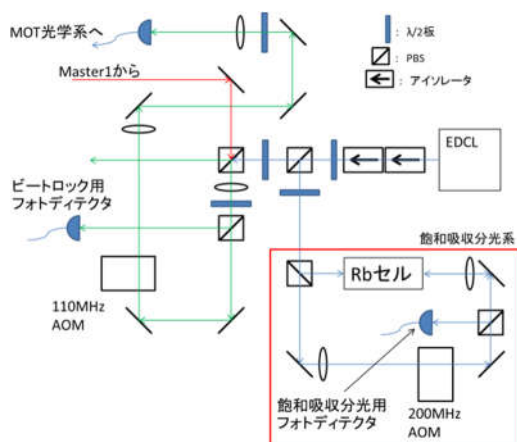 MOT光学系へ
: λ/2板
: PBS
: アイソレータ
Master1から
EDCL
ビートロック用
フォトディテクタ
飽和吸収分光系
Rbセル
110MHz
AOM
飽和吸収分光用
フォトディテクタ
200MHz
AOM